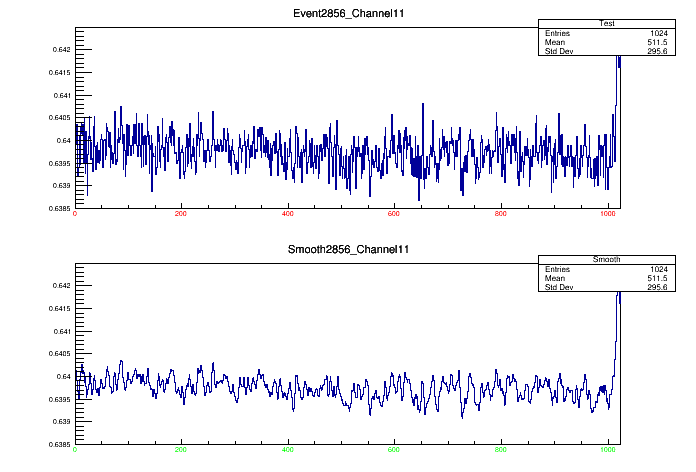 Event2856_Channel11
Test
Entries 1024
Mean 511.5
Std Dev 295.6
0.642
0.6415
0.641
0.6405
0.64
0.6395
0.639
0.6385
0 200 400 600 800 1000
Smooth2856_Channel11
Smooth
Entries 1024
Mean 511.5
Std Dev 295.6
0.642
0.6415
0.641
0.6405
0.64
0.6395
0.639
0.6385
0 200 400 600 800 1000